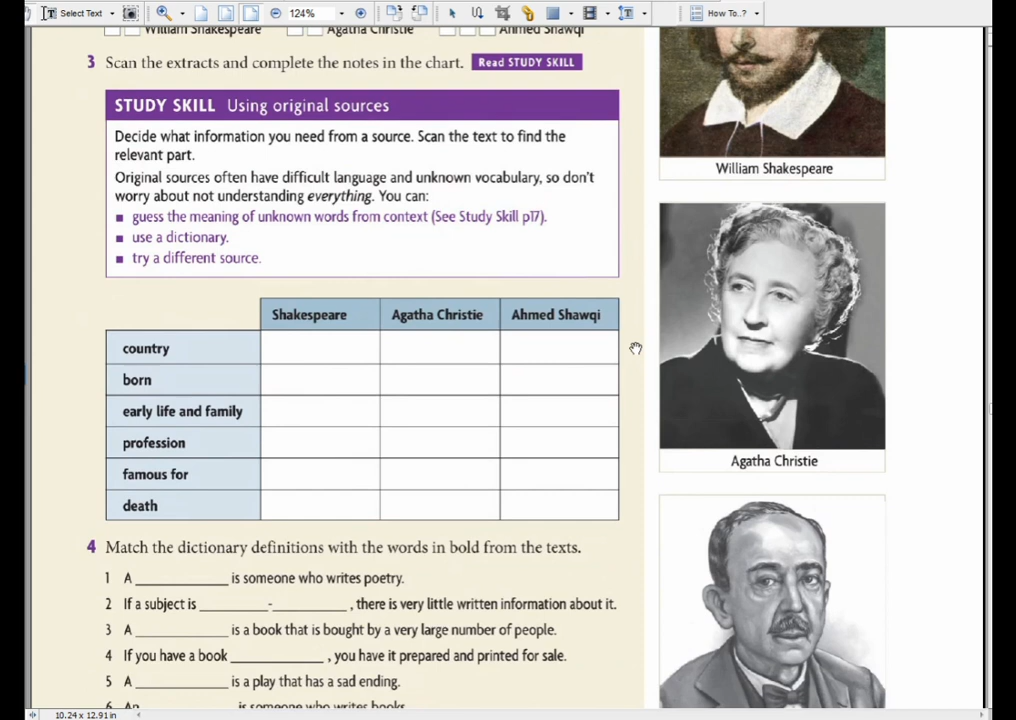 Select Text
124%
How To..?
William Shakespeare Agatha Christie Ahmed Shawqi
3 Scan the extracts and complete the notes in the chart. Read STUDY SKILL
STUDY SKILL Using original sources
Decide what information you need from a source. Scan the text to find the
relevant part.
Original sources often have difficult language and unknown vocabulary, so don't
worry about not understanding everything. You can:
■ guess the meaning of unknown words from context (See Study Skill p17).
■ use a dictionary.
■ try a different source.
Shakespeare Agatha Christie Ahmed Shawqi
country
born
early life and family
profession
famous for
death
4 Match the dictionary definitions with the words in bold from the texts.
1 A ____________ is someone who writes poetry.
2 If a subject is _________-_________, there is very little written information about it.
3 A ____________ is a book that is bought by a very large number of people.
4 If you have a book ____________, you have it prepared and printed for sale.
5 A ____________ is a play that has a sad ending.
6 An ____________ is someone who writes books
William Shakespeare
Agatha Christie
10.24 x 12.91 in